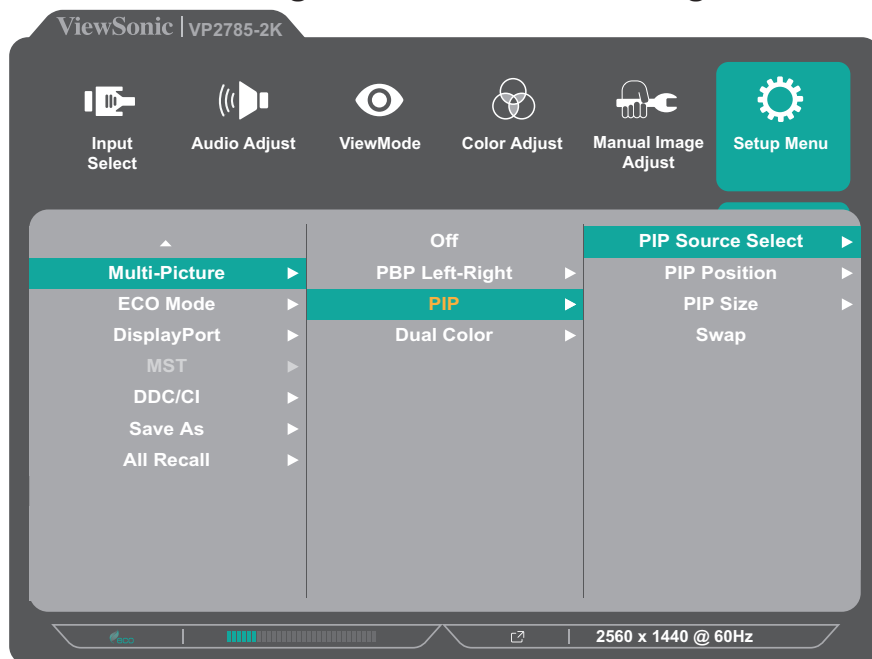 ViewSonic | VP2785-2K
Input Select
Audio Adjust
ViewMode
Color Adjust
Manual Image Adjust
Setup Menu
Multi-Picture
ECO Mode
DisplayPort
MST
DDC/CI
Save As
All Recall
Off
PBP Left-Right
PIP
Dual Color
PIP Source Select
PIP Position
PIP Size
Swap
eco
2560 x 1440 @ 60Hz